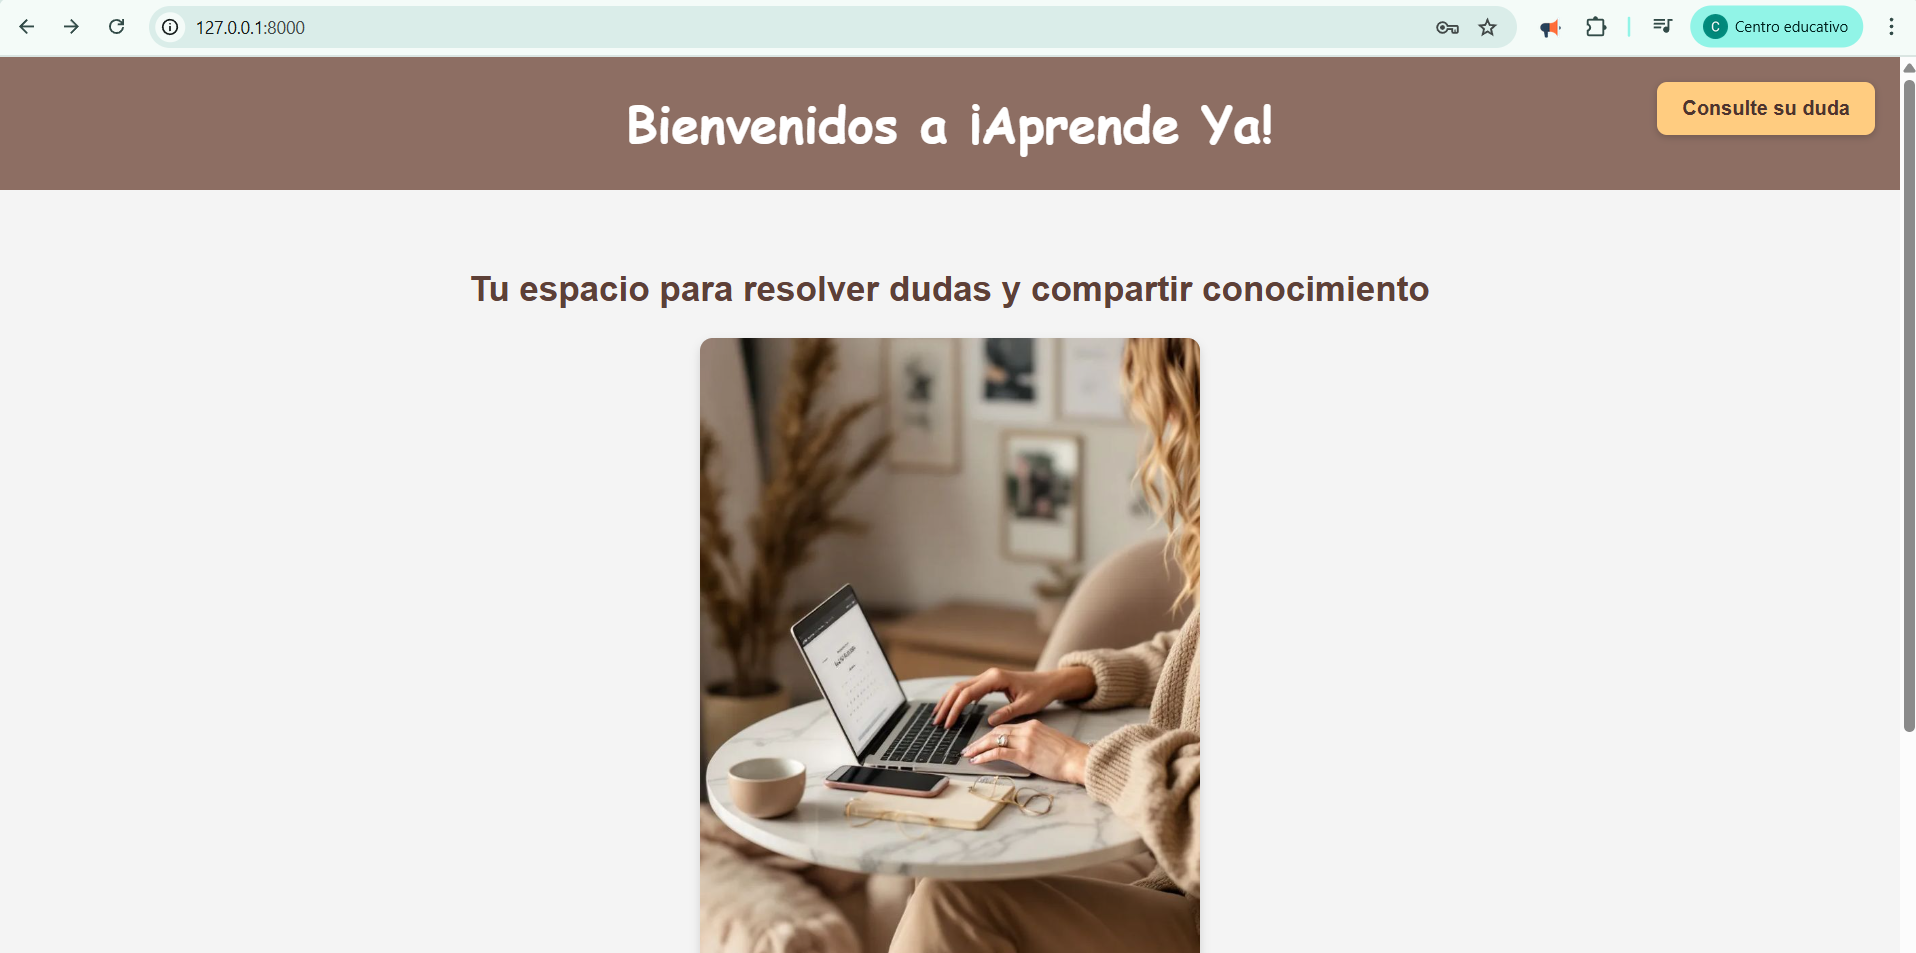 127.0.0.1:8000
C Centro educativo
Bienvenidos a ¡Aprende Ya!
Consulte su duda
Tu espacio para resolver dudas y compartir conocimiento